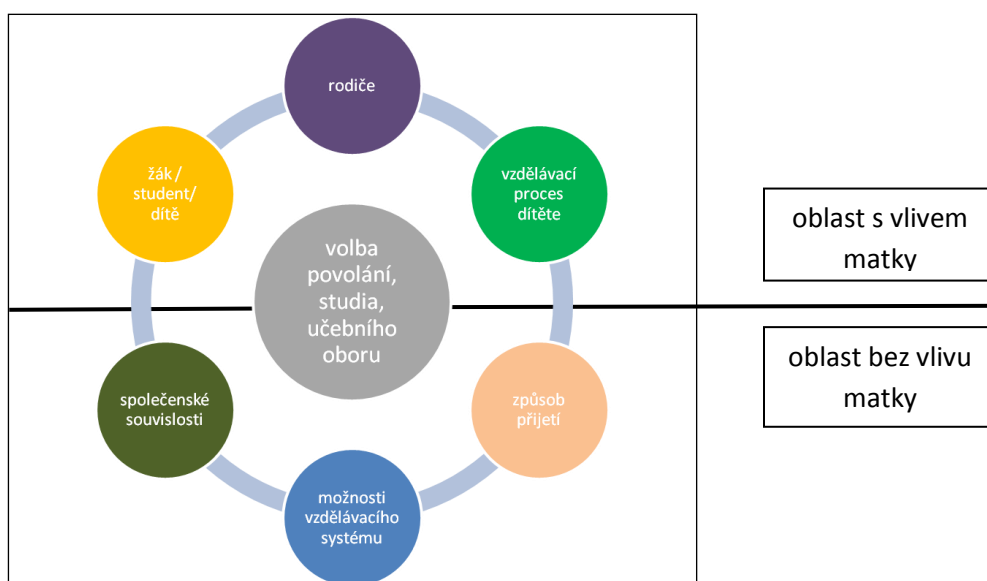 rodiče
žák /
student/
dítě
vzdělávací
proces
dítěte
volba
povolání,
studia,
učebního
oboru
oblast s vlivem
matky
společenské
souvislosti
způsob
přijetí
oblast bez vlivu
matky
možnosti
vzdělávacího
systému